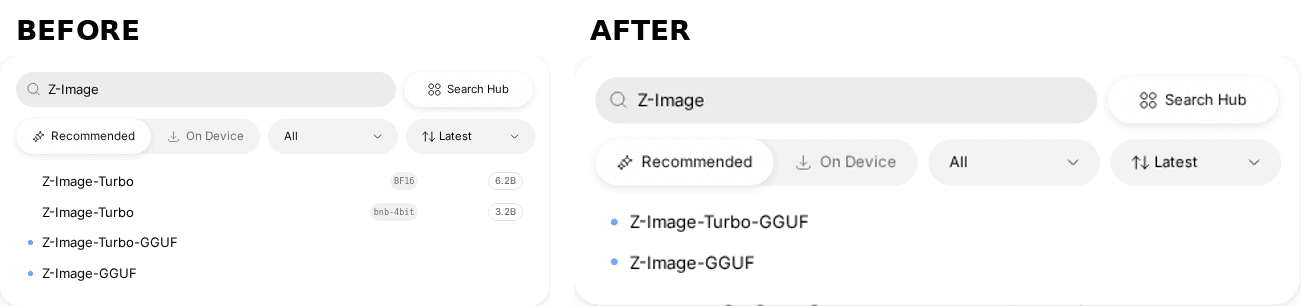 BEFORE
Z-Image
Search Hub
Recommended
On Device
All
Latest
Z-Image-Turbo BF16 6.2B
Z-Image-Turbo bnb-4bit 3.2B
Z-Image-Turbo-GGUF
Z-Image-GGUF
AFTER
Z-Image
Search Hub
Recommended
On Device
All
Latest
Z-Image-Turbo-GGUF
Z-Image-GGUF